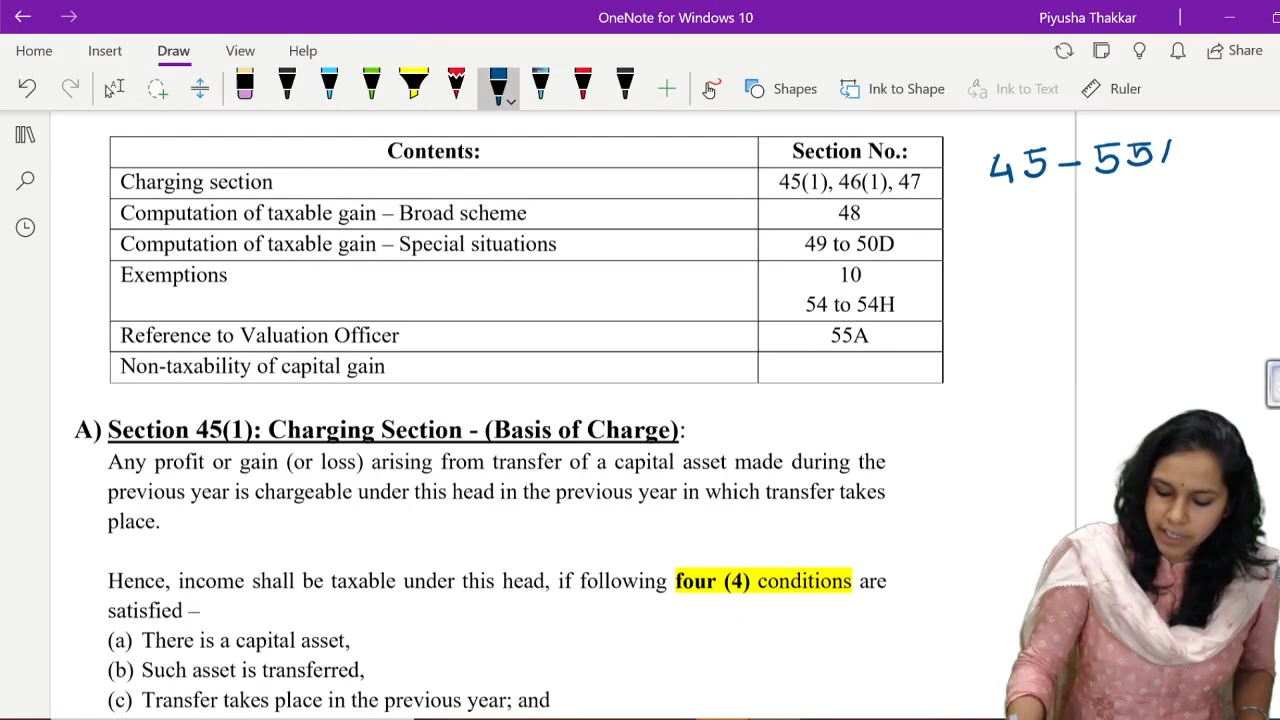 OneNote for Windows 10
Piyusha Thakkar
Home Insert Draw View Help
Share
Shapes Ink to Shape Ink to Text Ruler
Contents: Section No.:
Charging section 45(1), 46(1), 47
Computation of taxable gain – Broad scheme 48
Computation of taxable gain – Special situations 49 to 50D
Exemptions 10
54 to 54H
Reference to Valuation Officer 55A
Non-taxability of capital gain
45-55
A) Section 45(1): Charging Section - (Basis of Charge):
Any profit or gain (or loss) arising from transfer of a capital asset made during the
previous year is chargeable under this head in the previous year in which transfer takes
place.
Hence, income shall be taxable under this head, if following four (4) conditions are
satisfied –
(a) There is a capital asset,
(b) Such asset is transferred,
(c) Transfer takes place in the previous year; and